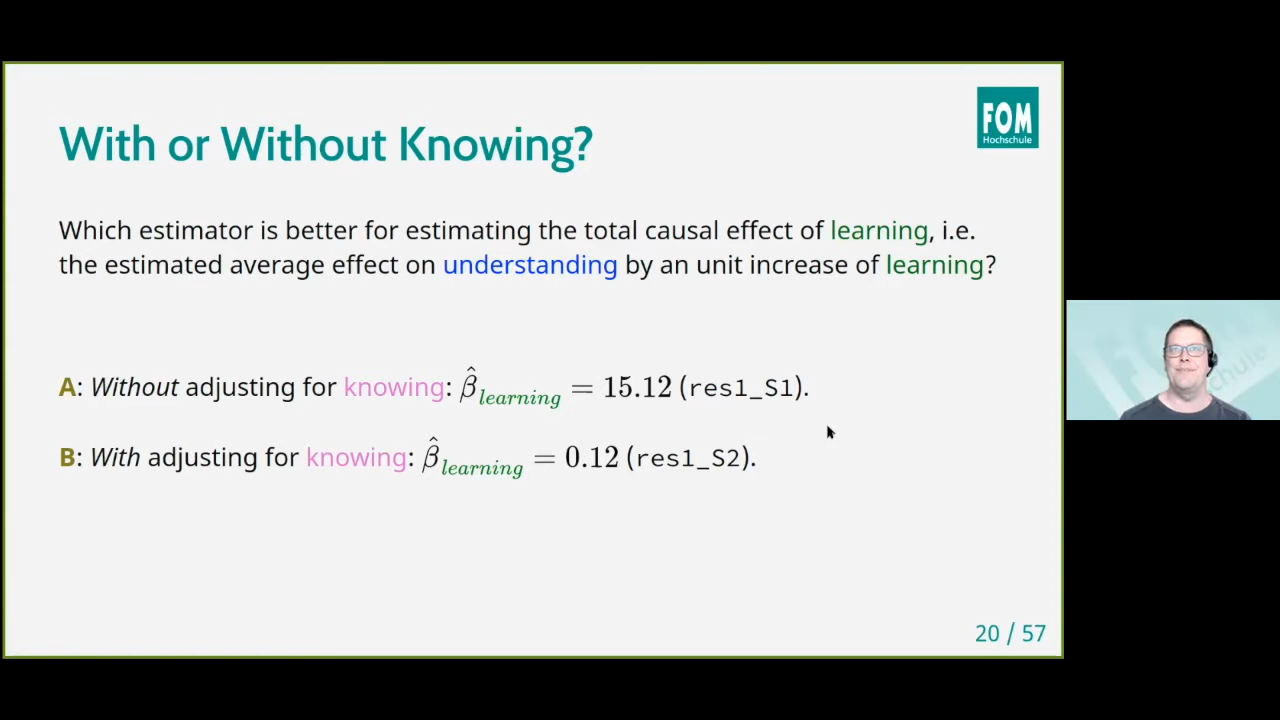 FOM
Hochschule
With or Without Knowing?
Which estimator is better for estimating the total causal effect of learning, i.e.
the estimated average effect on understanding by an unit increase of learning?
A: Without adjusting for knowing: β̂_learning = 15.12 (res1_S1).
B: With adjusting for knowing: β̂_learning = 0.12 (res1_S2).
20 / 57